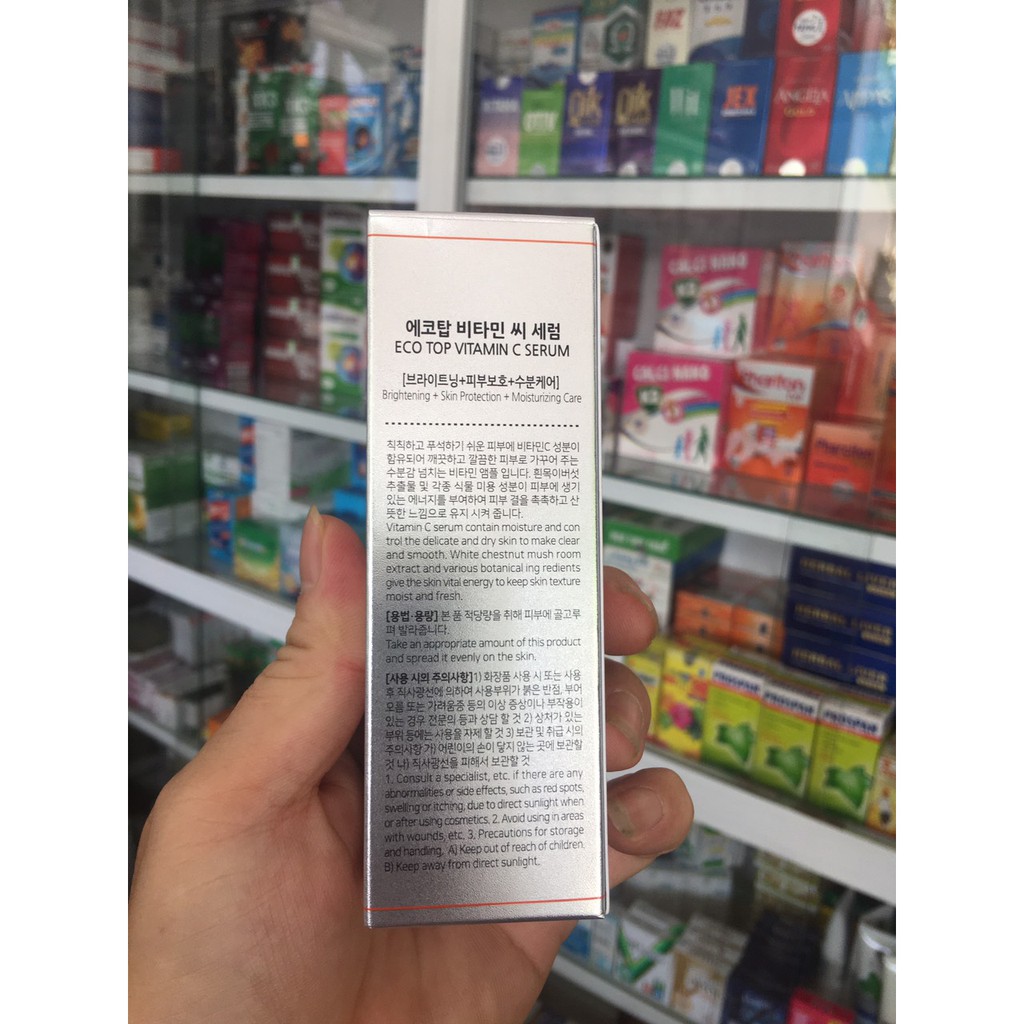 에코탑 비타민 씨 세럼
ECO TOP VITAMIN C SERUM
[브라이트닝+피부보호+수분케어]
Brightening + Skin Protection + Moisturizing Care
칙칙하고 푸석하기 쉬운 피부에 비타민C 성분이
함유되어 깨끗하고 깔끔한 피부로 가꾸어 주는
수분감 넘치는 비타민 앰플 입니다. 흰목이버섯
추출물 및 각종 식물 미용 성분이 피부에 생기
있는 에너지를 부여하여 피부 결을 촉촉하고 산
뜻한 느낌으로 유지 시켜 줍니다.
Vitamin C serum contain moisture and con
trol the delicate and dry skin to make clear
and smooth. White chestnut mush room
extract and various botanical ing redients
give the skin vital energy to keep skin texture
moist and fresh.
[용법·용량] 본 품 적당량을 취해 피부에 골고루
펴 발라줍니다.
Take an appropriate amount of this product
and spread it evenly on the skin.
[사용 시의 주의사항]1) 화장품 사용 시 또는 사용
후 직사광선에 의하여 사용부위가 붉은 반점, 부어
오름 또는 가려움증 등의 이상 증상이나 부작용이
있는 경우 전문의 등과 상담 할 것 2) 상처가 있는
부위 등에는 사용을 자제 할 것 3) 보관 및 취급 시의
주의사항 가) 어린이의 손이 닿지 않는 곳에 보관할
것 나) 직사광선을 피해서 보관할 것
1. Consult a specialist, etc. if there are any
abnormalities or side effects, such as red spots,
swelling or itching, due to direct sunlight when
or after using cosmetics. 2. Avoid using in areas
with wounds, etc, 3. Precautions for storage
and handling, A) Keep out of reach of children.
B) Keep away from direct sunlight.
Qik
Qik
JEX
ANGELA
CALCI NANO
CALCI NANO
HERBAL LIVER
HERBAL LIVER
HERBAL LIVER
PROSPAN
PROSPAN
PROSPAN